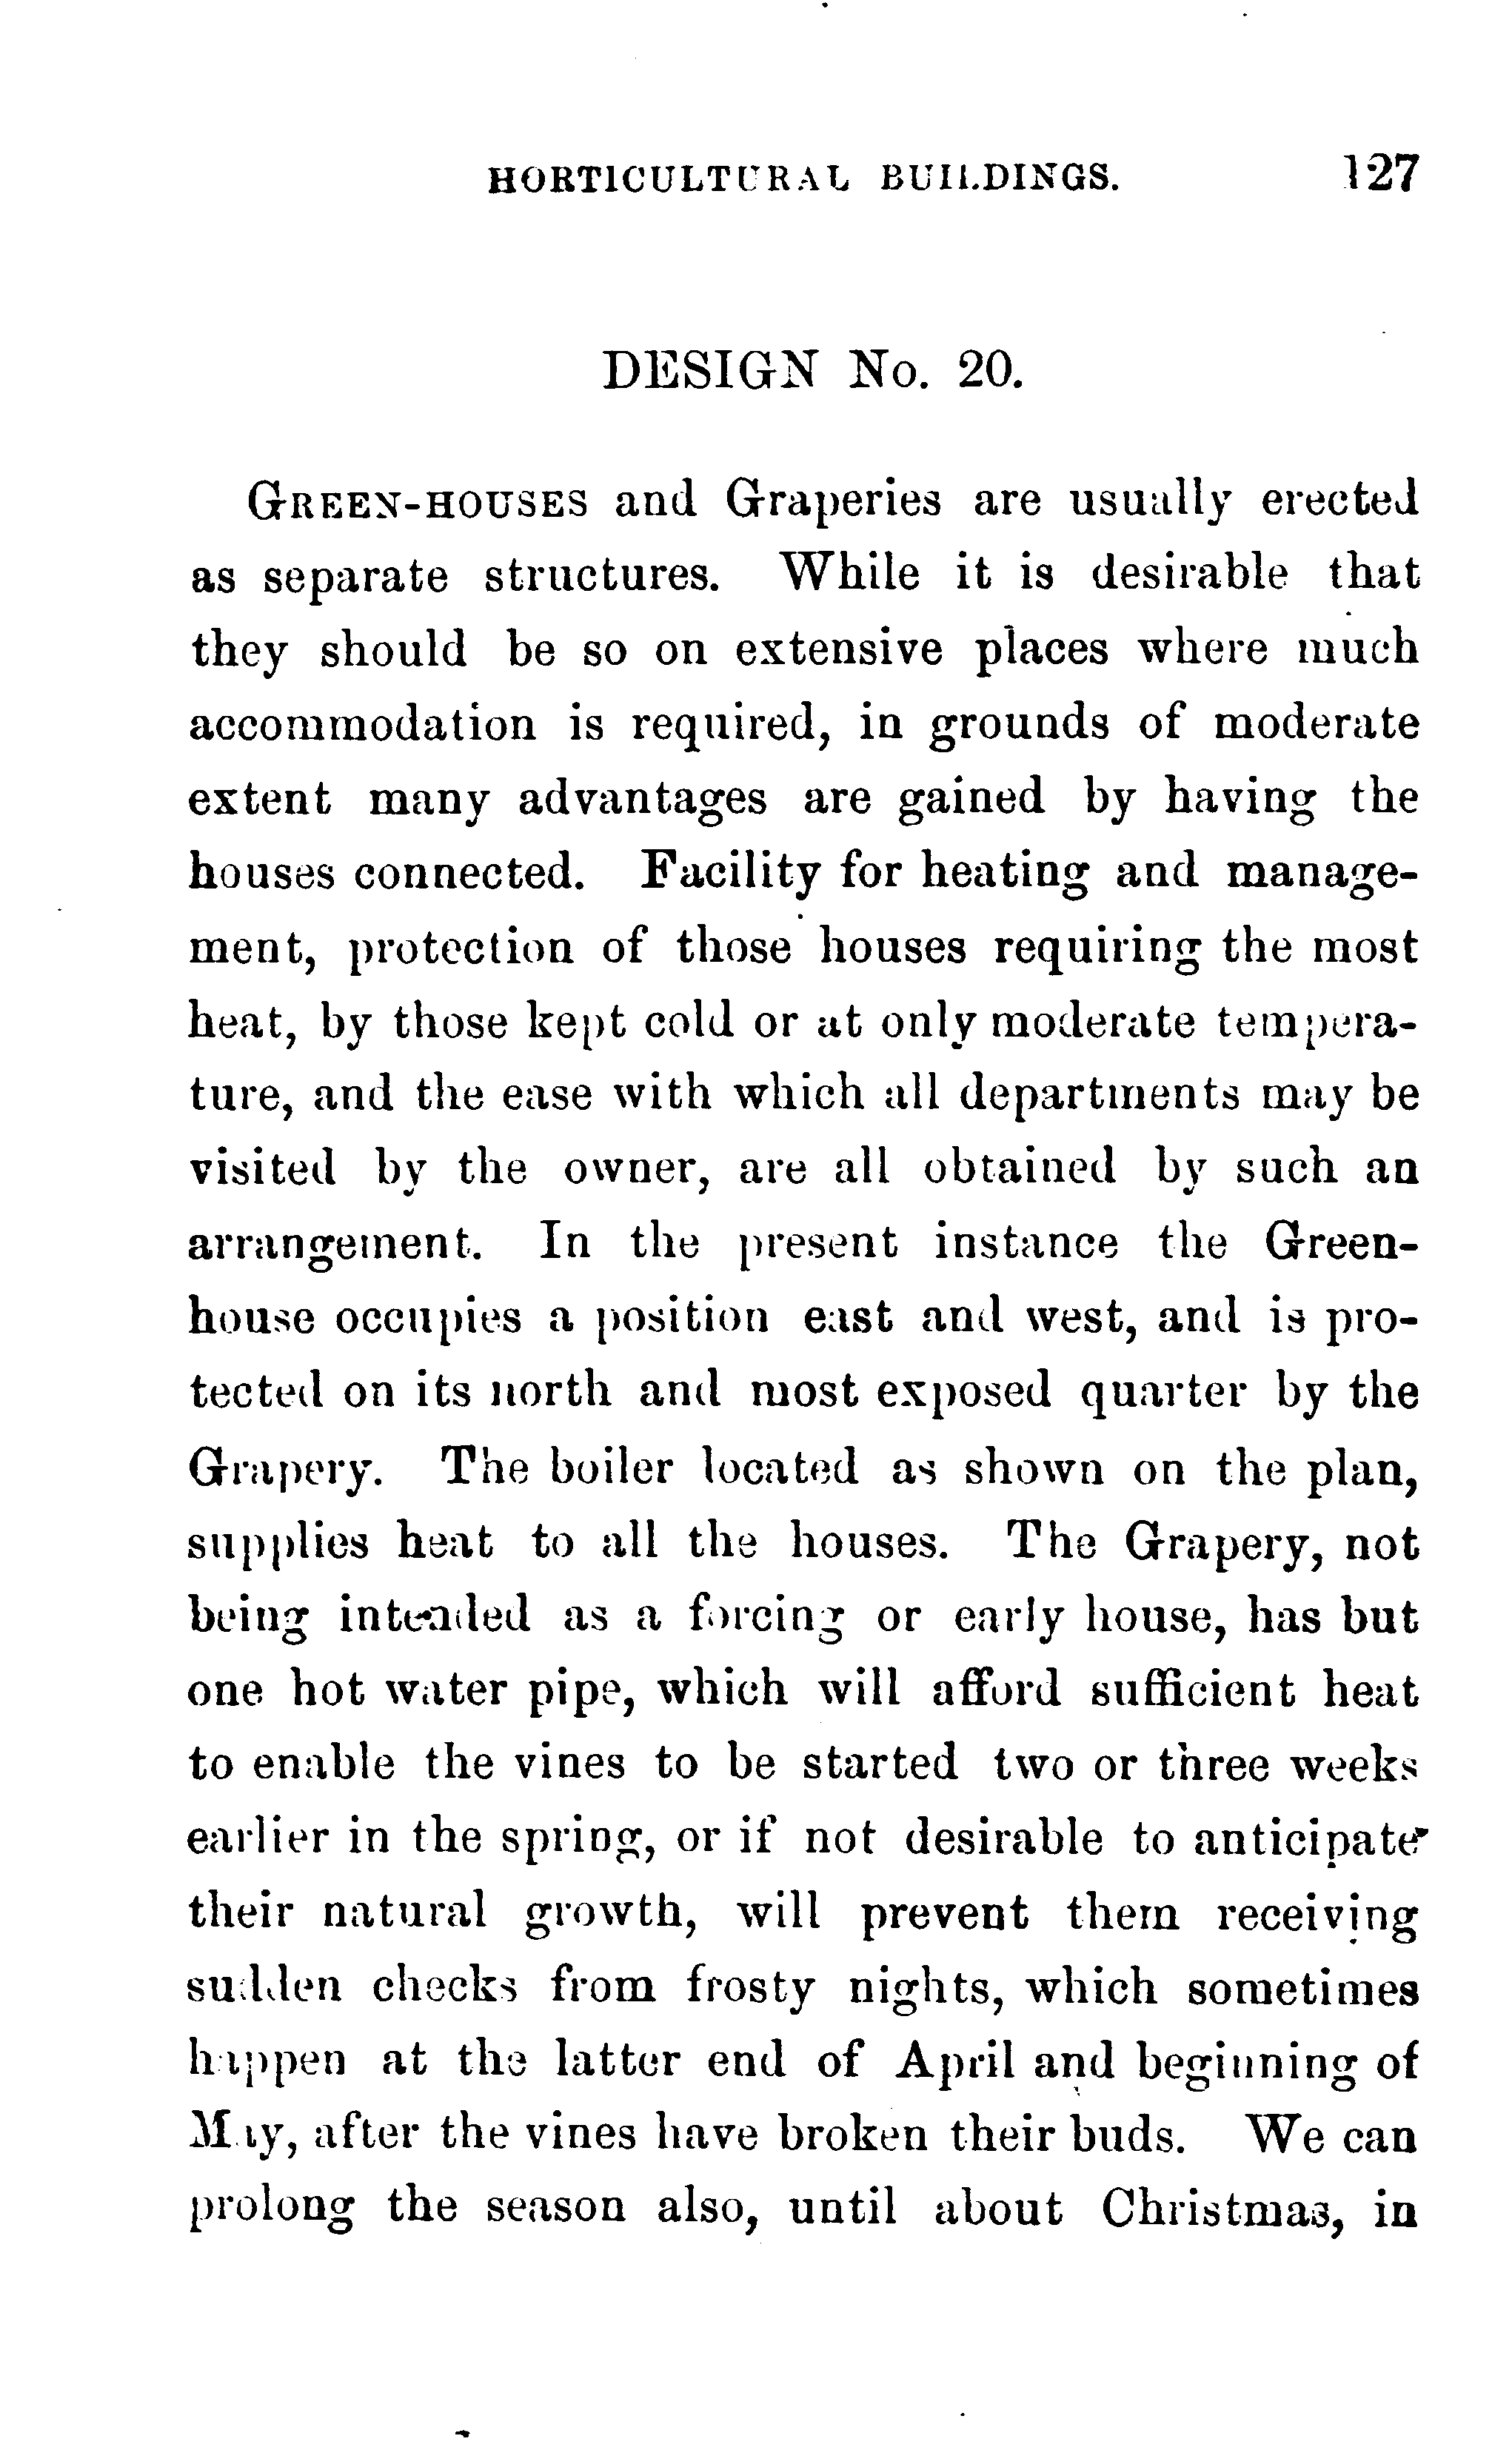 HORTICULTURAL BUILDINGS. 127
DESIGN No. 20.
GREEN-HOUSES and Graperies are usually erected
as separate structures. While it is desirable that
they should be so on extensive places where much
accommodation is required, in grounds of moderate
extent many advantages are gained by having the
houses connected. Facility for heating and manage-
ment, protection of those houses requiring the most
heat, by those kept cold or at only moderate tempera-
ture, and the ease with which all departments may be
visited by the owner, are all obtained by such an
arrangement. In the present instance the Green-
house occupies a position east and west, and is pro-
tected on its north and most exposed quarter by the
Grapery. The boiler located as shown on the plan,
supplies heat to all the houses. The Grapery, not
being intended as a forcing or early house, has but
one hot water pipe, which will afford sufficient heat
to enable the vines to be started two or three weeks
earlier in the spring, or if not desirable to anticipate
their natural growth, will prevent them receiving
sudden checks from frosty nights, which sometimes
happen at the latter end of April and beginning of
May, after the vines have broken their buds. We can
prolong the season also, until about Christmas, in